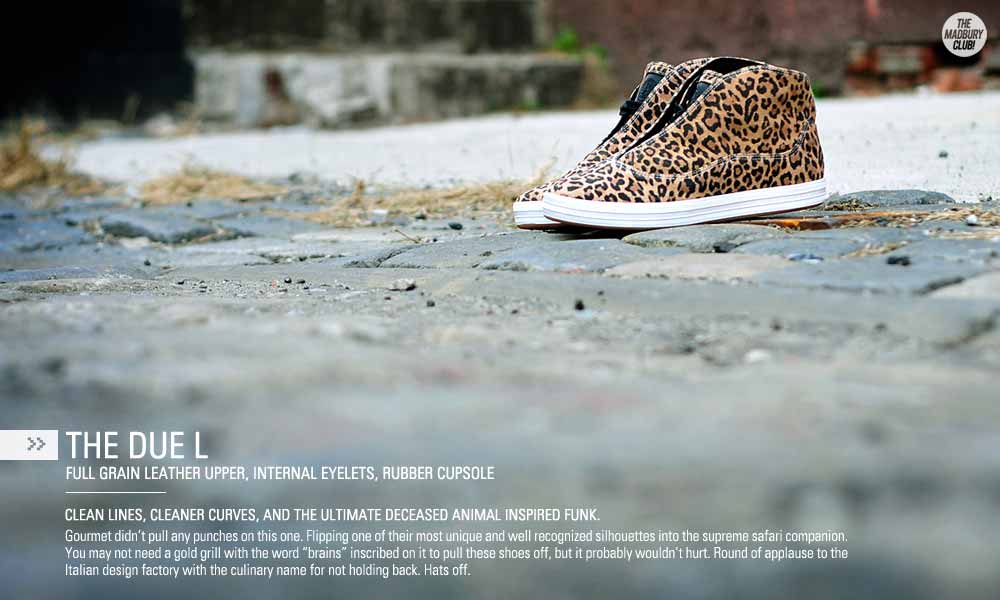 THE
MADBURY
CLUB!
THE DUE L
FULL GRAIN LEATHER UPPER, INTERNAL EYELETS, RUBBER CUPSOLE
CLEAN LINES, CLEANER CURVES, AND THE ULTIMATE DECEASED ANIMAL INSPIRED FUNK.
Gourmet didn't pull any punches on this one. Flipping one of their most unique and well recognized silhouettes into the supreme safari companion.
You may not need a gold grill with the word "brains" inscribed on it to pull these shoes off, but it probably wouldn't hurt. Round of applause to the
Italian design factory with the culinary name for not holding back. Hats off.